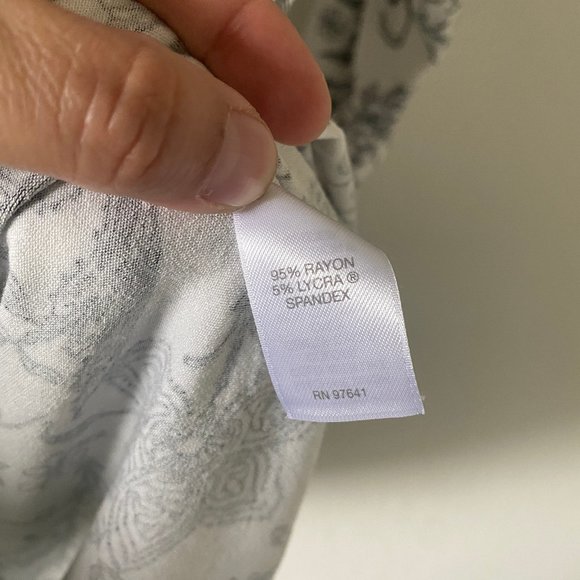 95% RAYON
5% LYCRA ®
SPANDEX
RN 97641